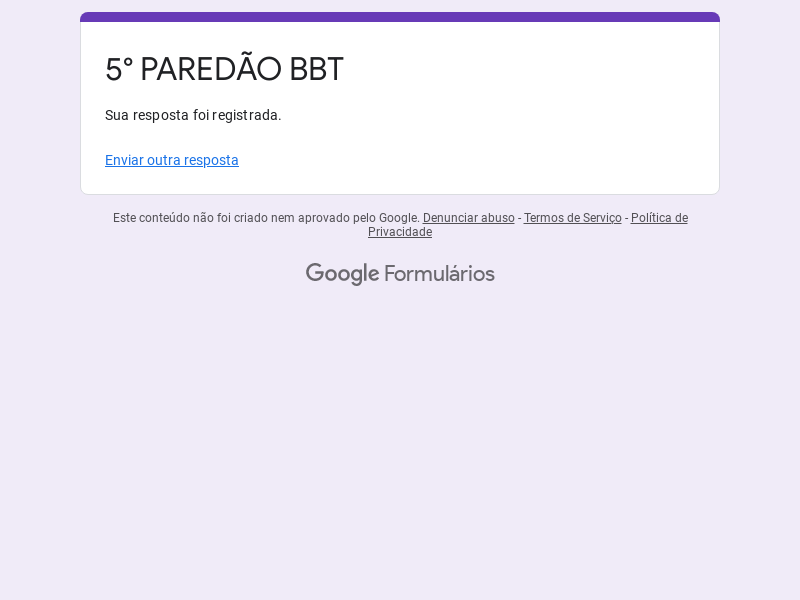 5° PAREDÃO BBT
Sua resposta foi registrada.
Enviar outra resposta
Este conteúdo não foi criado nem aprovado pelo Google. Denunciar abuso - Termos de Serviço - Política de
Privacidade
Google Formulários